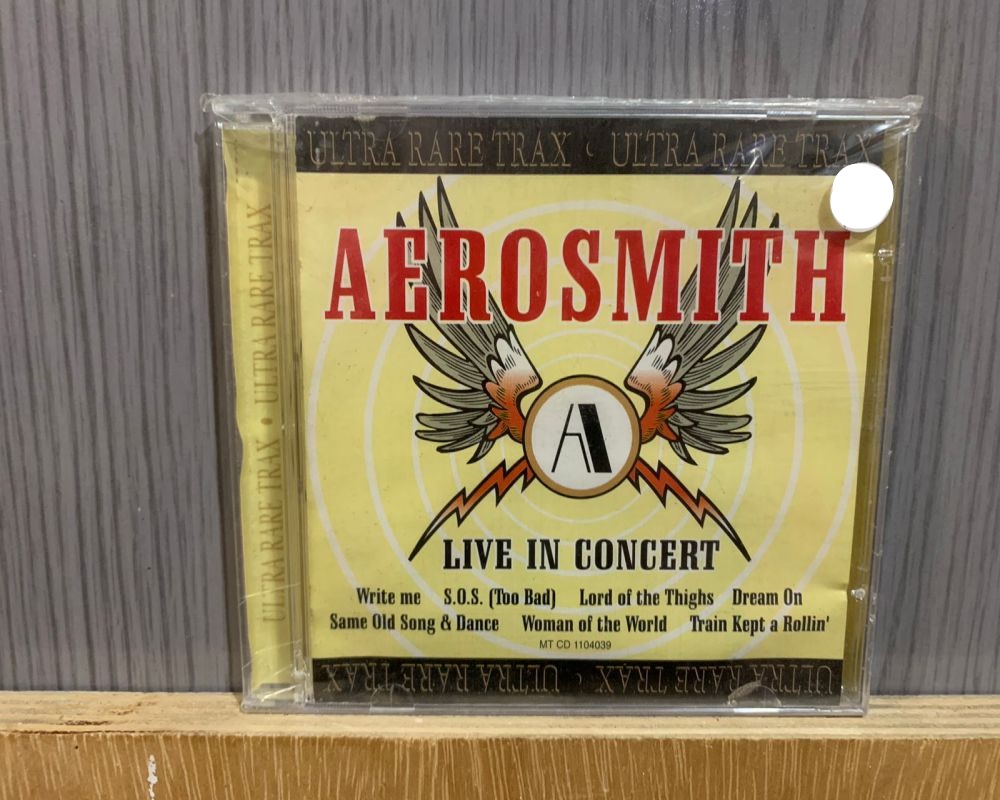 ULTRA RARE TRAX ULTRA RARE TRAX
ULTRA RARE TRAX • ULTRA RARE TRAX
AEROSMITH
A
LIVE IN CONCERT
Write me S.O.S. (Too Bad) Lord of the Thighs Dream On
Same Old Song & Dance Woman of the World Train Kept a Rollin'
MT CD 1104039
ULTRA RARE TRAX ULTRA RARE TRAX